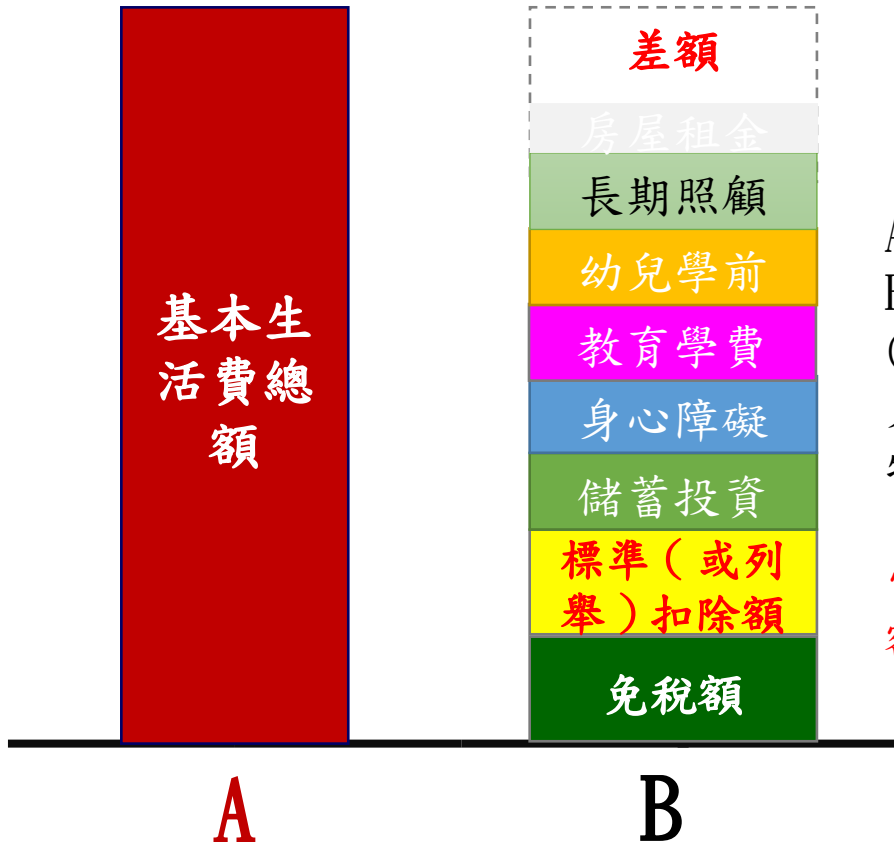 差額
房屋租金
長期照顧
幼兒學前
教育學費
身心障礙
儲蓄投資
標準（或列
舉）扣除額
免稅額
基本生
活費總
額
A
B